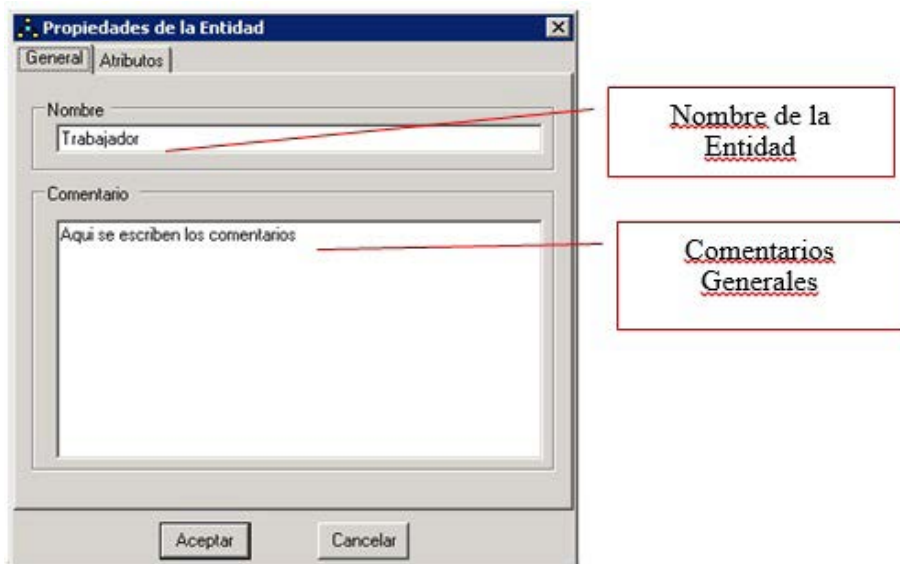 Propiedades de la Entidad
General Atributos
Nombre
Trabajador
Nombre de la
Entidad
Comentario
Aqui se escriben los comentarios
Comentarios
Generales
Aceptar Cancelar